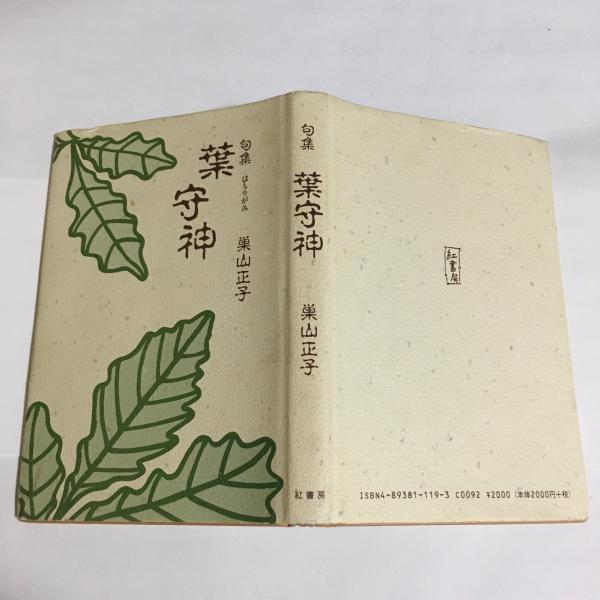 句集
葉守神
はもりがみ
巣山正子
句集
葉守神
巣山正子
紅書房
紅書房
ISBN4-89381-119-3 C0092 ¥2000 (本体2000円+税)